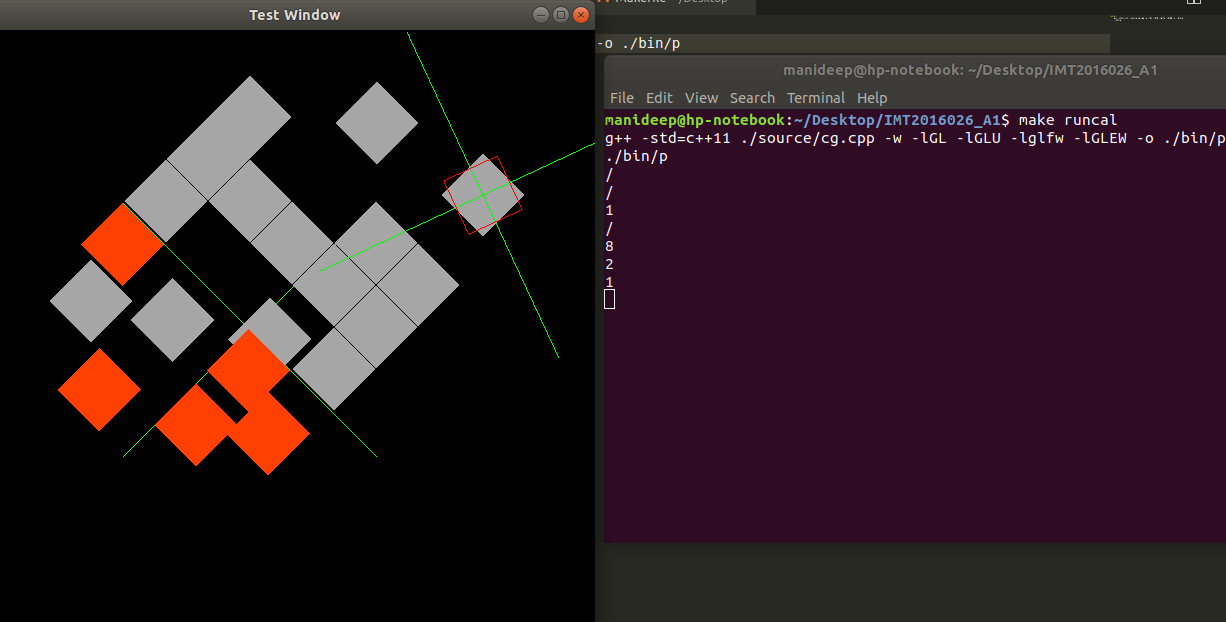 Test Window
Makefile ~/Desktop
-o ./bin/p
manideep@hp-notebook: ~/Desktop/IMT2016026_A1
File Edit View Search Terminal Help
manideep@hp-notebook:~/Desktop/IMT2016026_A1$ make runcal
g++ -std=c++11 ./source/cg.cpp -w -lGL -lGLU -lglfw -lGLEW -o ./bin/p
./bin/p
/
/
1
/
8
2
1